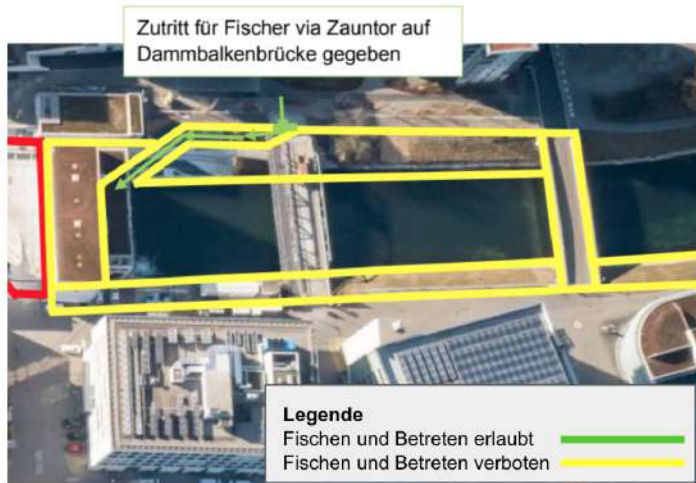 Zutritt für Fischer via Zauntor auf
Dammbalkenbrücke gegeben
Legende
Fischen und Betreten erlaubt
Fischen und Betreten verboten